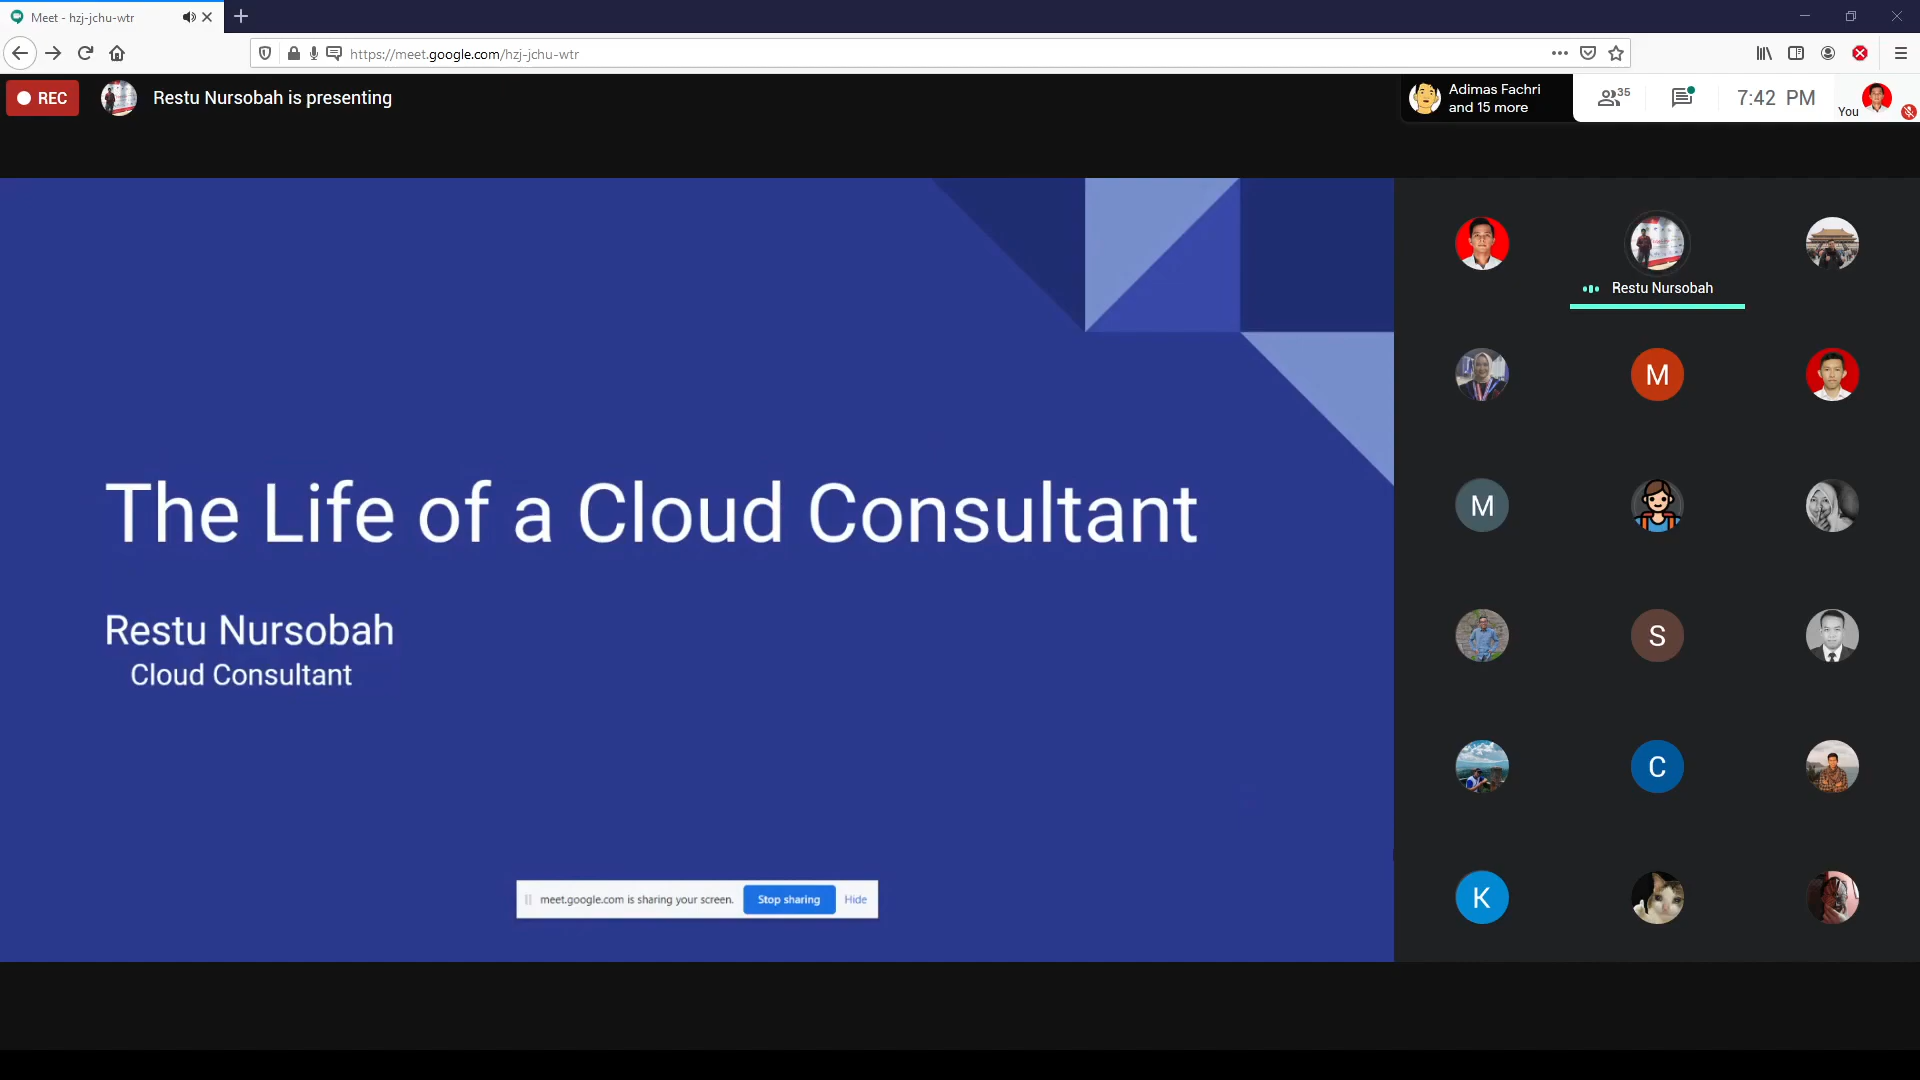 Meet - hzj-jchu-wtr
https://meet.google.com/hzj-jchu-wtr
REC
Restu Nursobah is presenting
Adimas Fachri
and 15 more
35
7:42 PM
You
Restu Nursobah
M
M
S
C
K
The Life of a Cloud Consultant
Restu Nursobah
Cloud Consultant
meet.google.com is sharing your screen.
Stop sharing
Hide